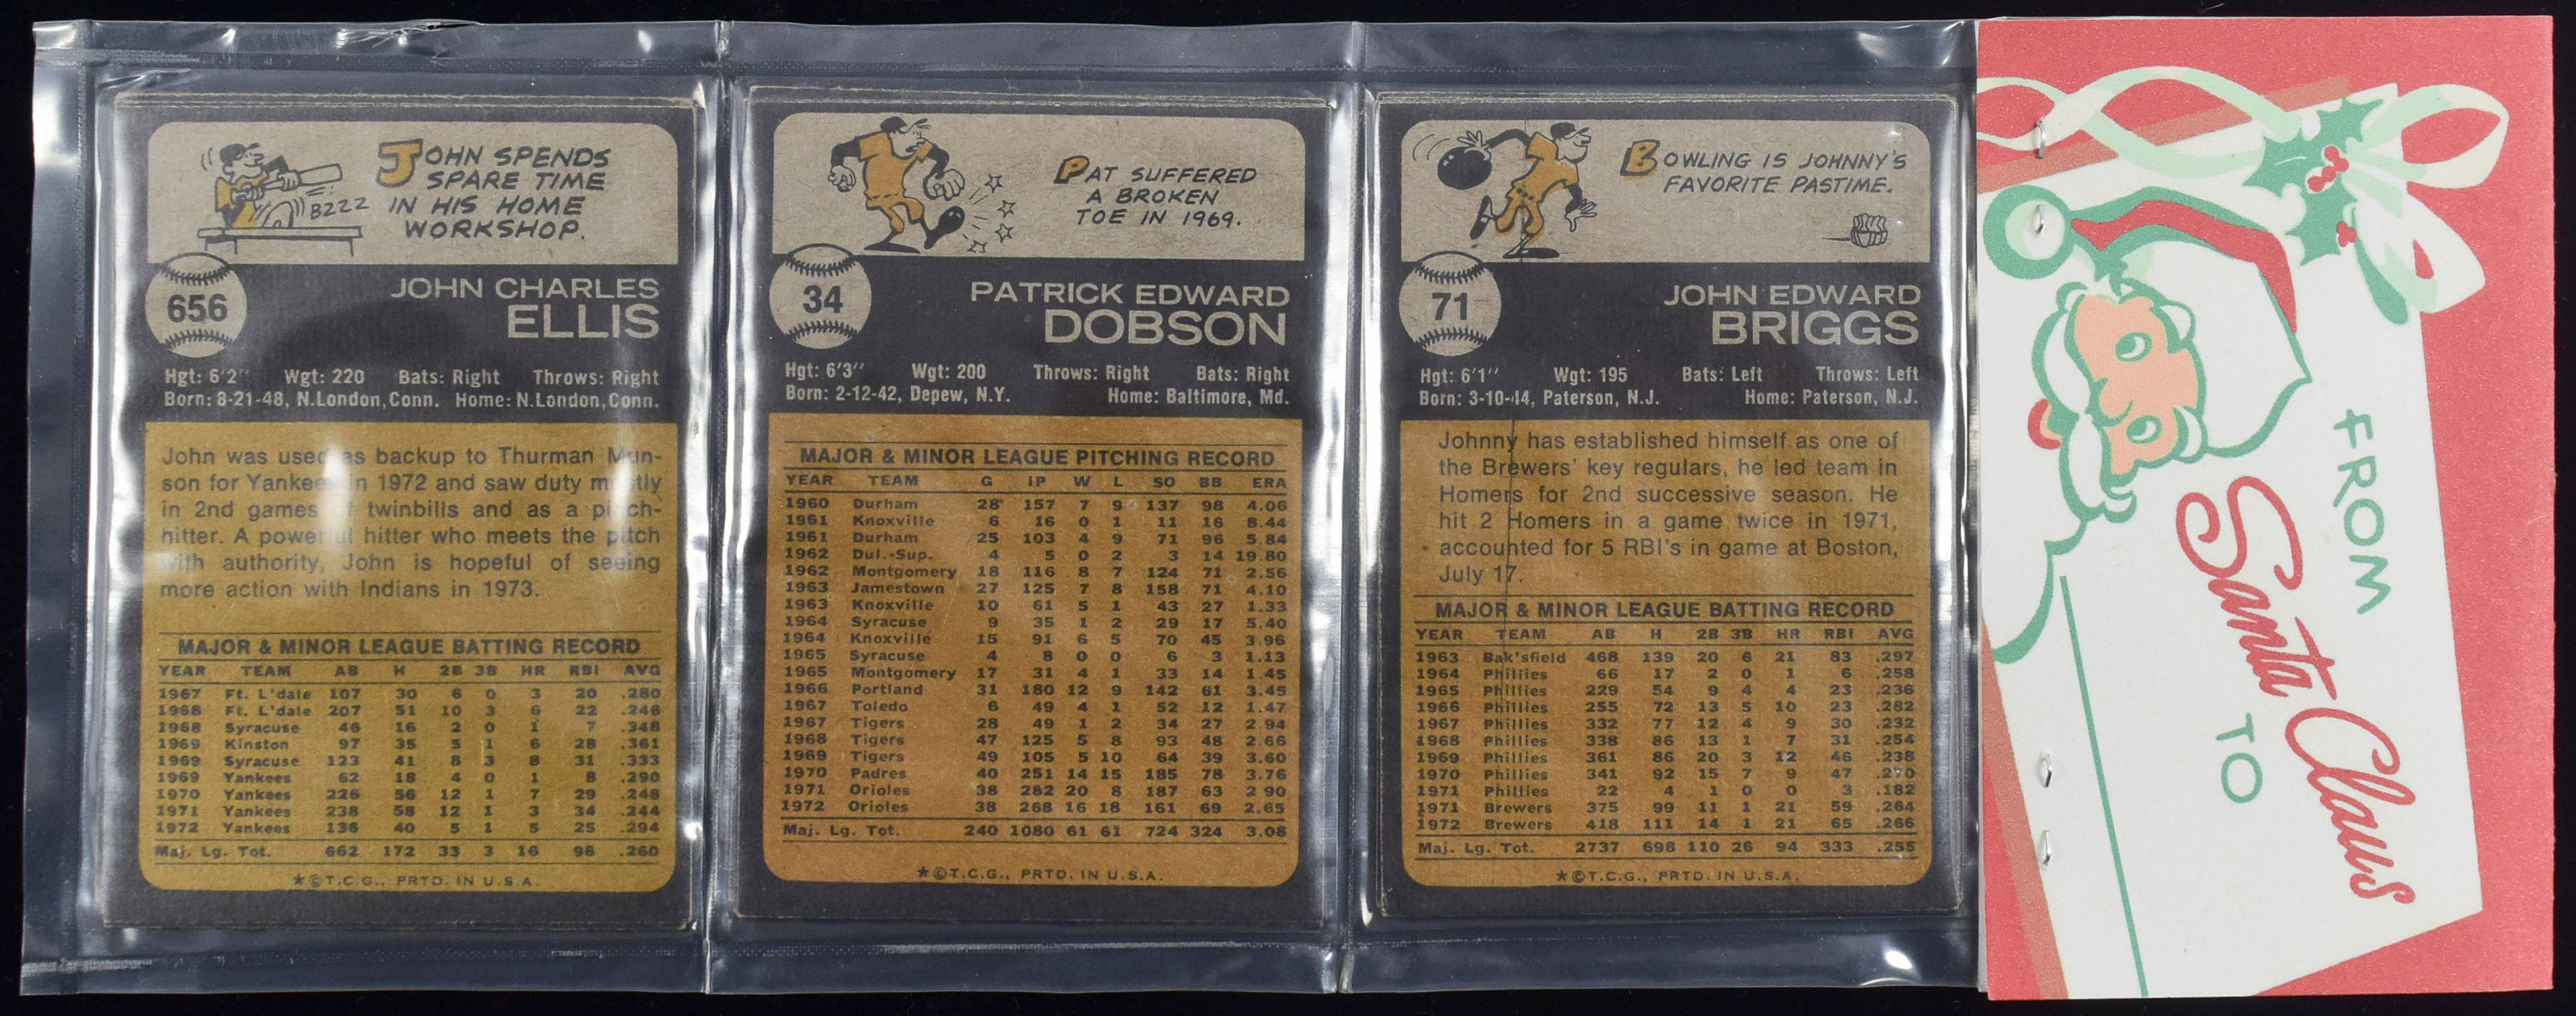 JOHN SPENDS
SPARE TIME
IN HIS HOME
WORKSHOP.
BZZZ
656
JOHN CHARLES
ELLIS
Hgt: 6'2" Wgt: 220 Bats: Right Throws: Right
Born: 8-21-48, N.London,Conn. Home: N.London,Conn.
John was used as backup to Thurman Mun-
son for Yankees in 1972 and saw duty mostly
in 2nd games of twinbills and as a pinch-
hitter. A powerful hitter who meets the pitch
with authority, John is hopeful of seeing
more action with Indians in 1973.
MAJOR & MINOR LEAGUE BATTING RECORD
YEAR TEAM AB H 2B 3B HR RBI AVG
1967 Ft. L'dale 107 30 6 0 3 20 .280
1968 Ft. L'dale 207 51 10 3 6 22 .246
1968 Syracuse 46 16 2 0 1 7 .348
1969 Kinston 97 35 5 1 6 28 .361
1969 Syracuse 123 41 8 3 8 31 .333
1969 Yankees 62 18 4 0 1 8 .290
1970 Yankees 226 56 12 1 7 29 .248
1971 Yankees 238 58 12 1 3 34 .244
1972 Yankees 136 40 5 1 5 25 .294
Maj. Lg. Tot. 662 172 33 3 16 96 .260
*©T.C.G., PRTD. IN U.S.A.
PAT SUFFERED
A BROKEN
TOE IN 1969.
34
PATRICK EDWARD
DOBSON
Hgt: 6'3" Wgt: 200 Throws: Right Bats: Right
Born: 2-12-42, Depew, N.Y. Home: Baltimore, Md.
MAJOR & MINOR LEAGUE PITCHING RECORD
YEAR TEAM G IP W L SO BB ERA
1960 Durham 28 157 7 9 137 98 4.06
1961 Knoxville 6 16 0 1 11 16 8.44
1961 Durham 25 103 4 9 71 96 5.84
1962 Dul.-Sup. 4 5 0 2 3 14 19.80
1962 Montgomery 18 116 8 7 124 71 2.56
1963 Jamestown 27 125 7 8 158 71 4.10
1963 Knoxville 10 61 5 1 43 27 1.33
1964 Syracuse 9 35 1 2 29 17 5.40
1964 Knoxville 15 91 6 5 70 45 3.96
1965 Syracuse 4 8 0 0 6 3 1.13
1965 Montgomery 17 31 4 1 33 14 1.45
1966 Portland 31 180 12 9 142 61 3.45
1967 Toledo 6 49 4 1 52 12 1.47
1967 Tigers 28 49 1 2 34 27 2.94
1968 Tigers 47 125 5 8 93 48 2.66
1969 Tigers 49 105 5 10 64 39 3.60
1970 Padres 40 251 14 15 185 78 3.76
1971 Orioles 38 282 20 8 187 63 2 90
1972 Orioles 38 268 16 18 161 69 2.65
Maj. Lg. Tot. 240 1080 61 61 724 324 3.08
*©T.C.G., PRTD. IN U.S.A.
BOWLING IS JOHNNY'S
FAVORITE PASTIME.
71
JOHN EDWARD
BRIGGS
Hgt: 6'1" Wgt: 195 Bats: Left Throws: Left
Born: 3-10-44, Paterson, N.J. Home: Paterson, N.J.
Johnny has established himself as one of
the Brewers' key regulars, he led team in
Homers for 2nd successive season. He
hit 2 Homers in a game twice in 1971,
accounted for 5 RBI's in game at Boston,
July 17.
MAJOR & MINOR LEAGUE BATTING RECORD
YEAR TEAM AB H 2B 3B HR RBI AVG
1963 Bak'sfield 468 139 20 6 21 83 .297
1964 Phillies 66 17 2 0 1 6 .258
1965 Phillies 229 54 9 4 4 23 .236
1966 Phillies 255 72 13 5 10 23 .282
1967 Phillies 332 77 12 4 9 30 .232
1968 Phillies 338 86 13 1 7 31 .254
1969 Phillies 361 86 20 3 12 46 .238
1970 Phillies 341 92 15 7 9 47 .270
1971 Phillies 22 4 1 0 0 3 .182
1971 Brewers 375 99 11 1 21 59 .264
1972 Brewers 418 111 14 1 21 65 .266
Maj. Lg. Tot. 2737 698 110 26 94 333 .255
*©T.C.G., PRTD. IN U.S.A.
FROM
Santa Claus
TO